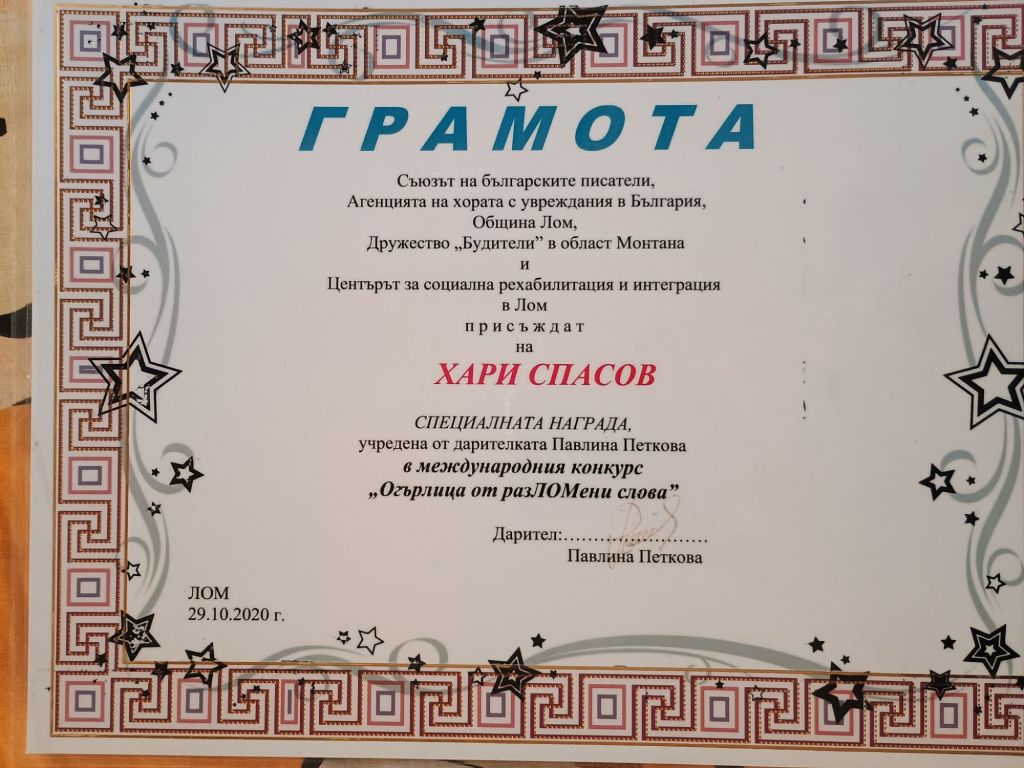 ГРАМОТА
Съюзът на българските писатели,
Агенцията на хората с увреждания в България,
Община Лом,
Дружество „Будители” в област Монтана
и
Центърът за социална рехабилитация и интеграция
в Лом
присъждат
на
ХАРИ СПАСОВ
СПЕЦИАЛНАТА НАГРАДА,
учредена от дарителката Павлина Петкова
в международния конкурс
„Огърлица от разЛОМени слова”
Дарител:........................
Павлина Петкова
ЛОМ
29.10.2020 г.